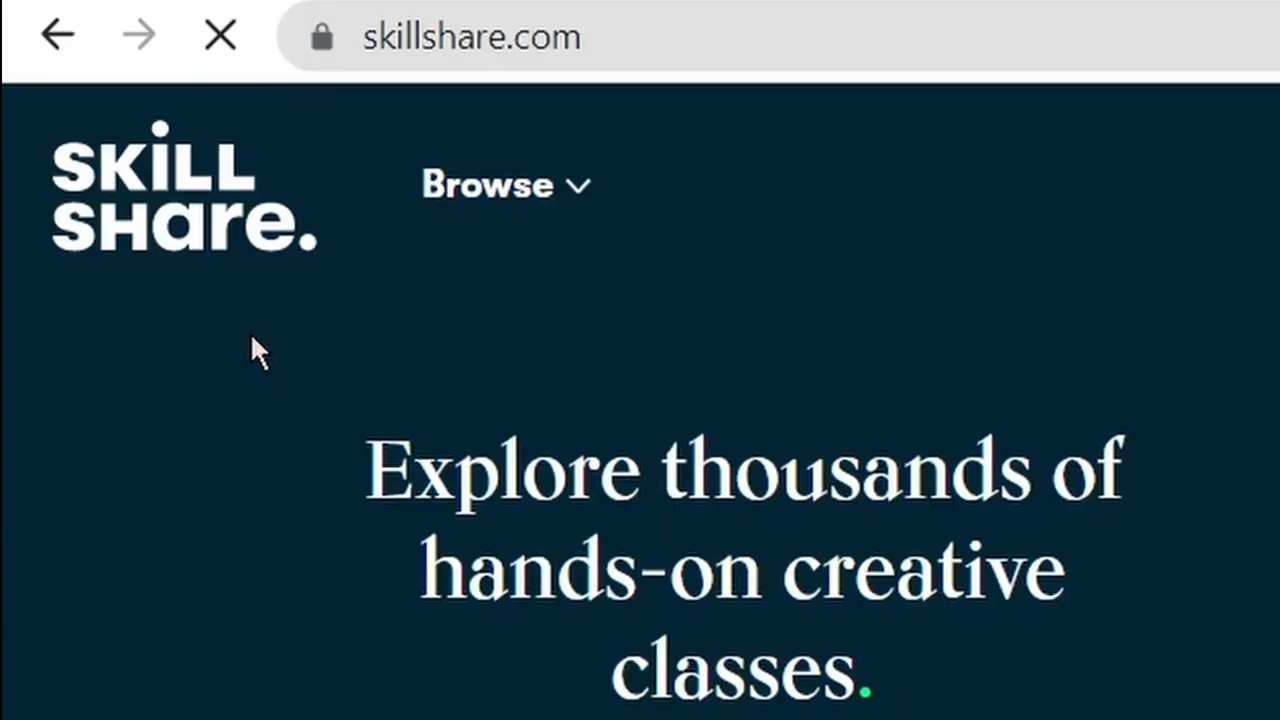 skillshare.com
SKiLL
SHare.
Browse
Explore thousands of
hands-on creative
classes.